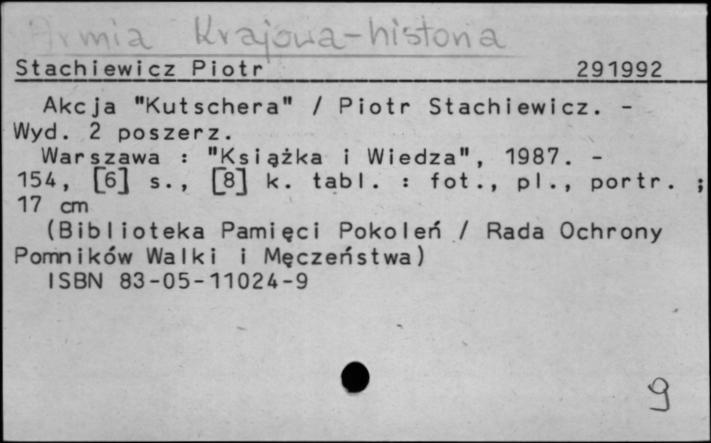 Armia Krajowa-historia
Stachiewicz Piotr 291992
Akcja "Kutschera" / Piotr Stachiewicz. -
Wyd. 2 poszerz.
Warszawa : "Książka i Wiedza", 1987. -
154, [6] s., [8] k. tabl. : fot., pl., portr. ;
17 cm
(Biblioteka Pamięci Pokoleń / Rada Ochrony
Pomników Walki i Męczeństwa)
ISBN 83-05-11024-9
9